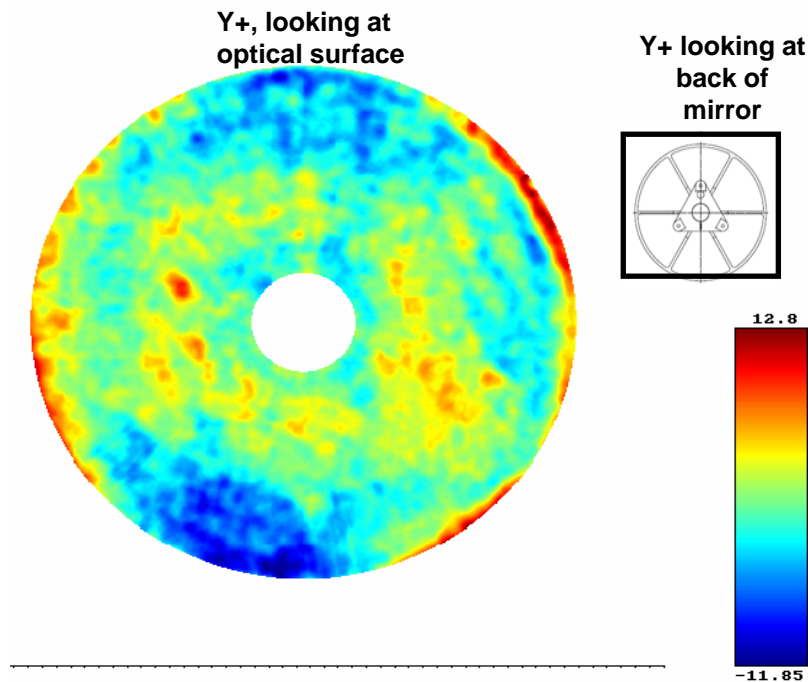 Y+, looking at
optical surface
Y+ looking at
back of
mirror
12.8
-11.85